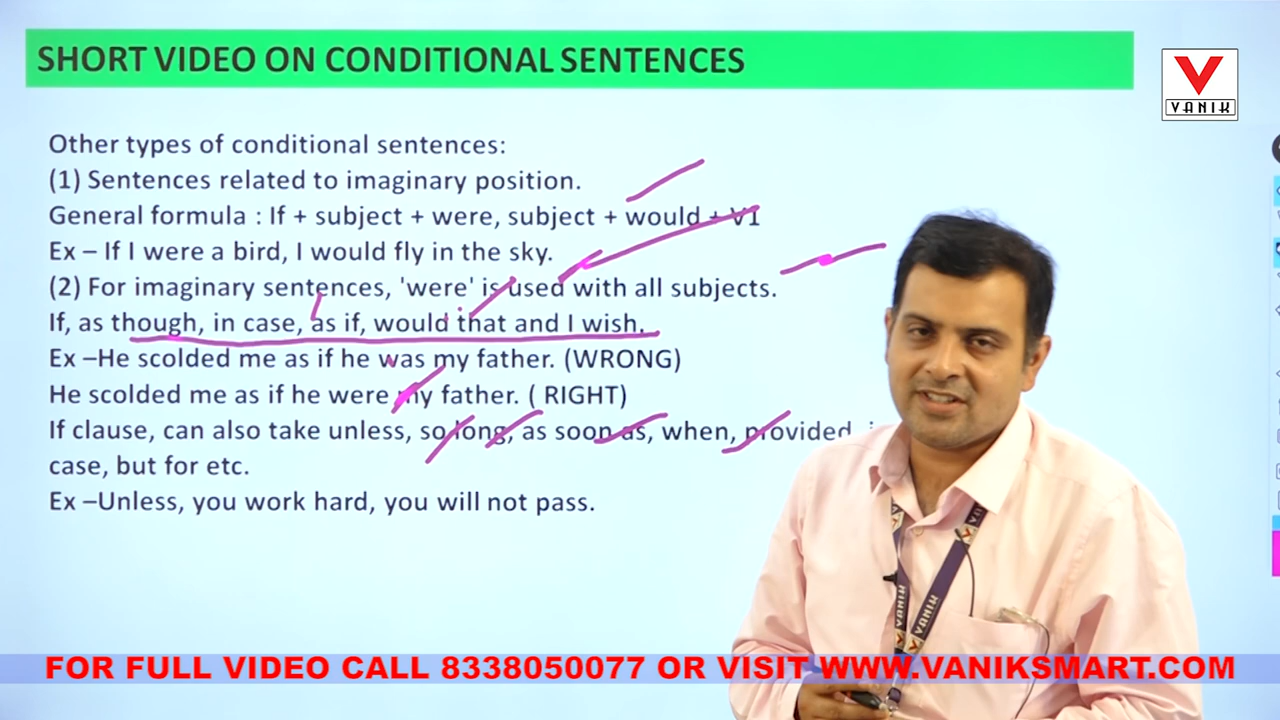 SHORT VIDEO ON CONDITIONAL SENTENCES
VANIK
Other types of conditional sentences:
(1) Sentences related to imaginary position.
General formula : If + subject + were, subject + would + V1
Ex – If I were a bird, I would fly in the sky.
(2) For imaginary sentences, 'were' is used with all subjects.
If, as though, in case, as if, would that and I wish.
Ex –He scolded me as if he was my father. (WRONG)
He scolded me as if he were my father. ( RIGHT)
If clause, can also take unless, so long, as soon as, when, provided,
case, but for etc.
Ex –Unless, you work hard, you will not pass.
VANIK
VANIK
FOR FULL VIDEO CALL 8338050077 OR VISIT WWW.VANIKSMART.COM